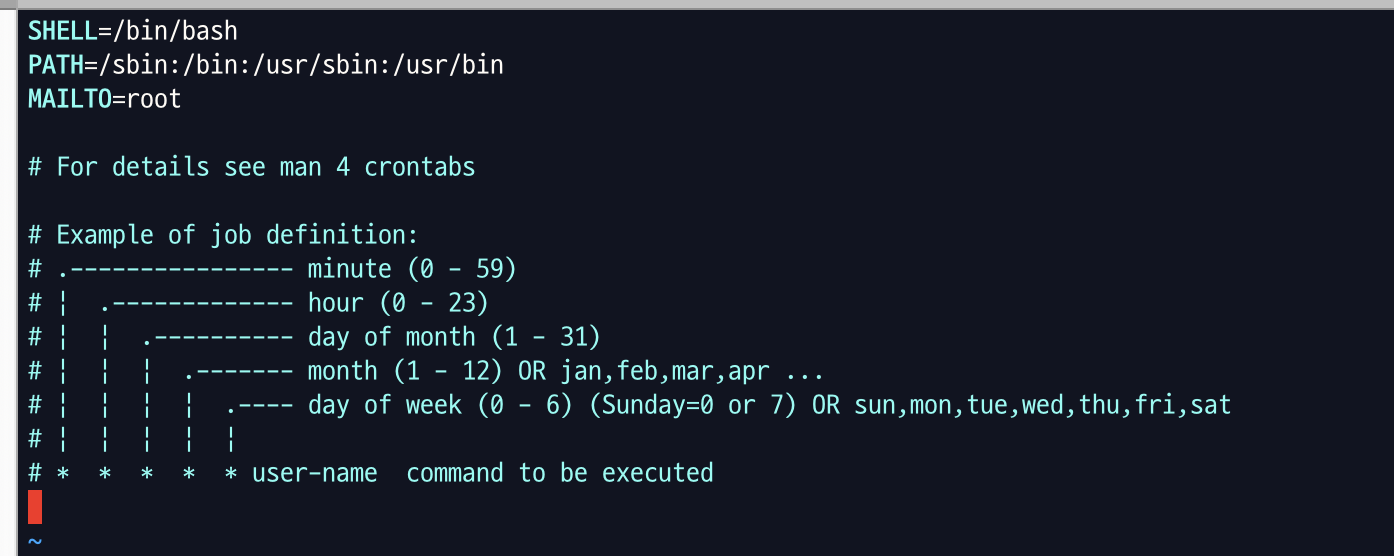 SHELL=/bin/bash
PATH=/sbin:/bin:/usr/sbin:/usr/bin
MAILTO=root

# For details see man 4 crontabs

# Example of job definition:
# .---------------- minute (0 - 59)
# |  .------------- hour (0 - 23)
# |  |  .---------- day of month (1 - 31)
# |  |  |  .------- month (1 - 12) OR jan,feb,mar,apr ...
# |  |  |  |  .---- day of week (0 - 6) (Sunday=0 or 7) OR sun,mon,tue,wed,thu,fri,sat
# |  |  |  |  |
# *  *  *  *  * user-name  command to be executed

~